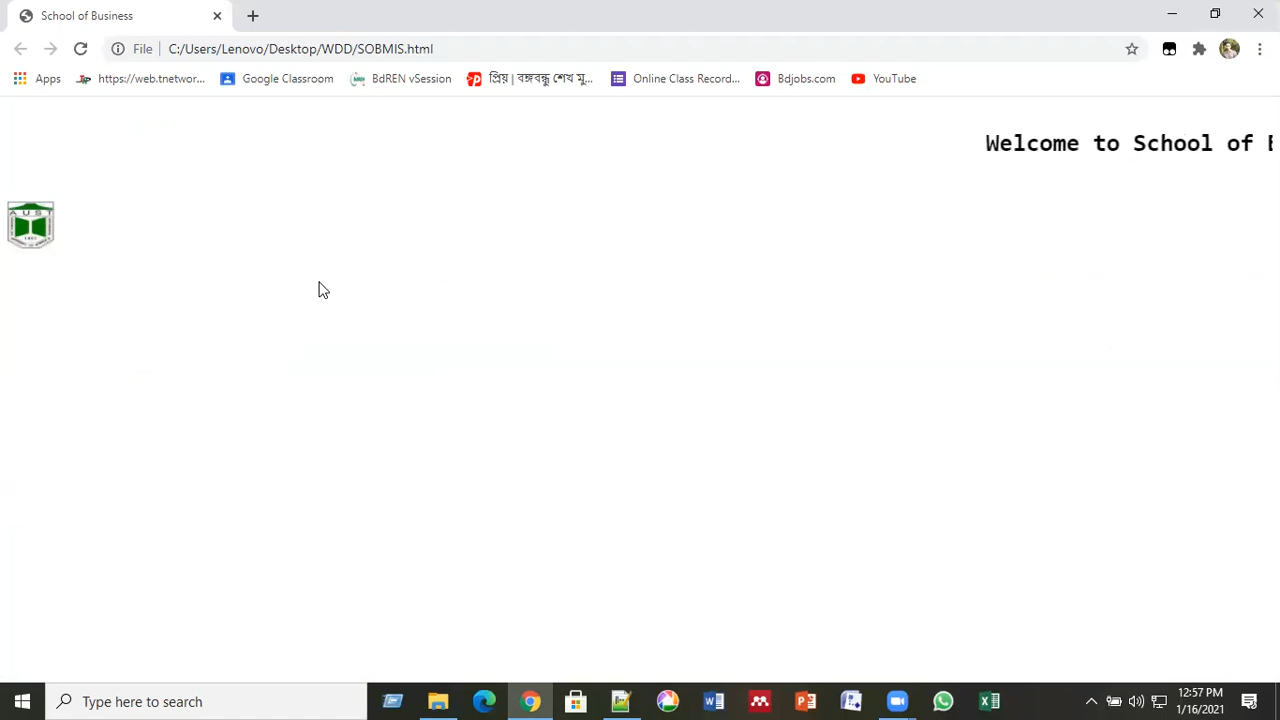 School of Business
File
C:/Users/Lenovo/Desktop/WDD/SOBMIS.html
Apps
https://web.tnetwor...
Google Classroom
BdREN vSession
প্রিয় | বঙ্গবন্ধু শেখ মু...
Online Class Record...
Bdjobs.com
YouTube
Welcome to School of
AUST
Type here to search
12:57 PM
1/16/2021